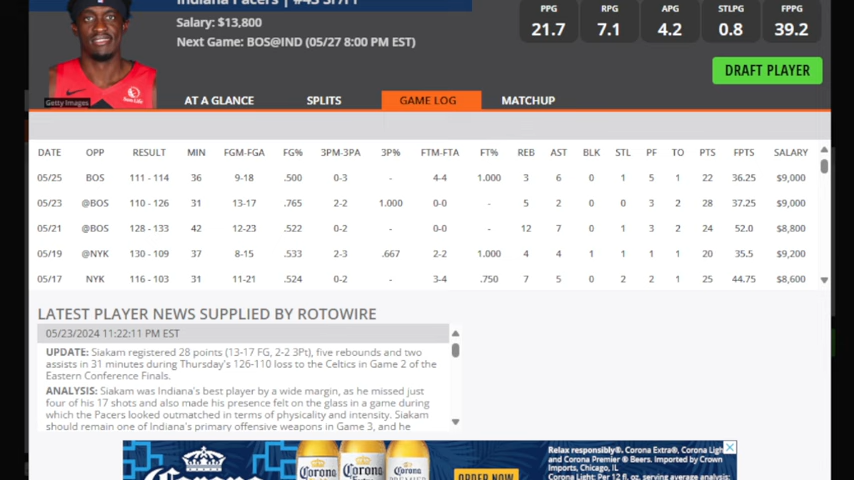 Indiana Pacers | #43 SF/PF
Salary: $13,800
Next Game: BOS@IND (05/27 8:00 PM EST)
PPG RPG APG STLPG FPPG
21.7 7.1 4.2 0.8 39.2
DRAFT PLAYER
Getty Images
AT A GLANCE SPLITS GAME LOG MATCHUP
DATE OPP RESULT MIN FGM-FGA FG% 3PM-3PA 3P% FTM-FTA FT% REB AST BLK STL PF TO PTS FPTS SALARY
05/25 BOS 111 - 114 36 9-18 .500 0-3 - 4-4 1.000 3 6 0 1 5 1 22 36.25 $9,000
05/23 @BOS 110 - 126 31 13-17 .765 2-2 1.000 0-0 - 5 2 0 0 3 2 28 37.25 $9,000
05/21 @BOS 128 - 133 42 12-23 .522 0-2 - 0-0 - 12 7 0 1 3 2 24 52.0 $8,800
05/19 @NYK 130 - 109 37 8-15 .533 2-3 .667 2-2 1.000 4 4 1 1 1 1 20 35.5 $9,200
05/17 NYK 116 - 103 31 11-21 .524 0-2 - 3-4 .750 7 5 0 2 2 1 25 44.75 $8,600
LATEST PLAYER NEWS SUPPLIED BY ROTOWIRE
05/23/2024 11:22:11 PM EST
UPDATE: Siakam registered 28 points (13-17 FG, 2-2 3Pt), five rebounds and two
assists in 31 minutes during Thursday's 126-110 loss to the Celtics in Game 2 of the
Eastern Conference Finals.
ANALYSIS: Siakam was Indiana's best player by a wide margin, as he missed just
four of his 17 shots and also made his presence felt on the glass in a game during
which the Pacers looked outmatched in terms of physicality and intensity. Siakam
should remain one of Indiana's primary offensive weapons in Game 3, and he
Corona
Corona Corona Corona
ORDER NOW
Relax responsibly®. Corona Extra®, Corona Light
and Corona Premier® Beers. Imported by Crown
Imports, Chicago, IL
Corona Light: Per 12 fl. oz. serving average analysis: